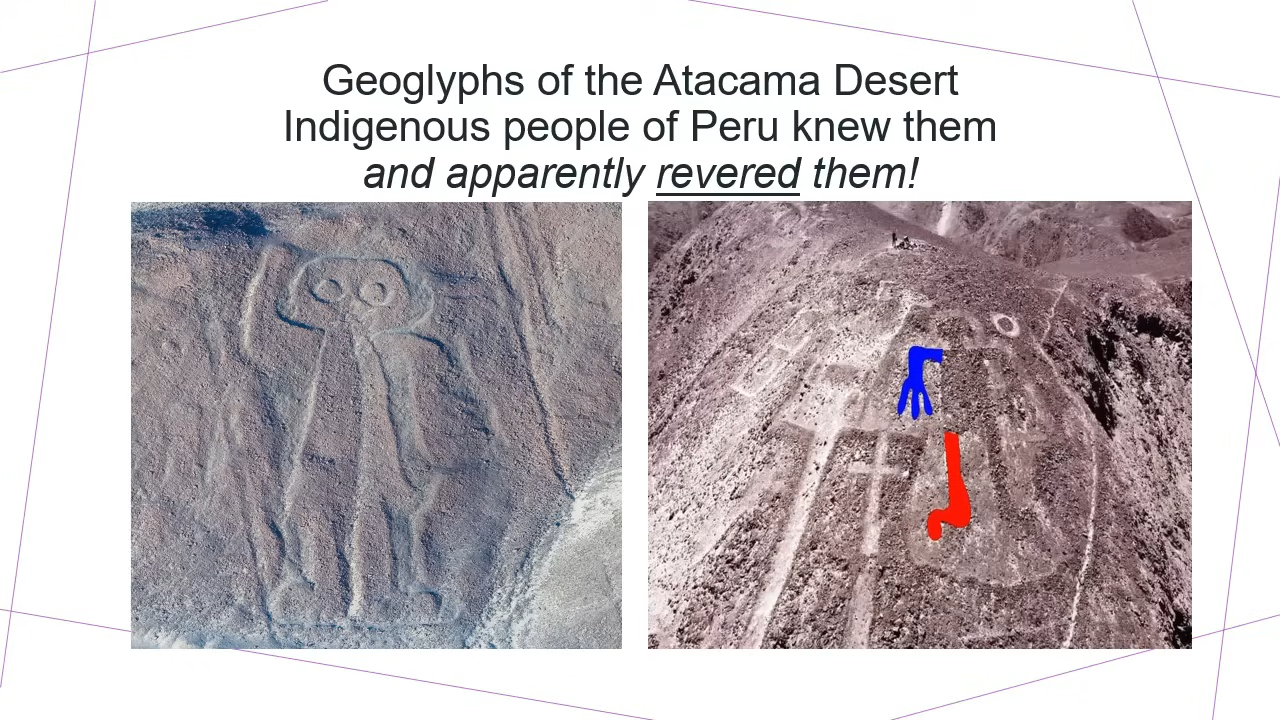 Geoglyphs of the Atacama Desert
Indigenous people of Peru knew them
and apparently revered them!